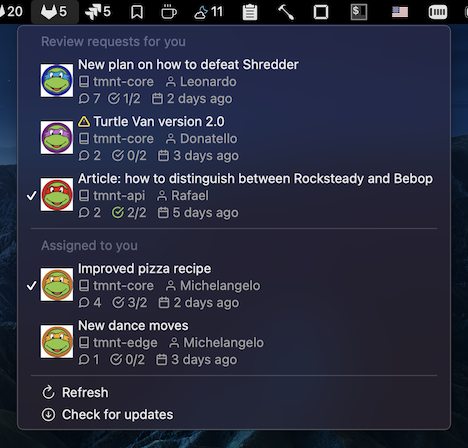 20 5 5 11
Review requests for you
New plan on how to defeat Shredder
tmnt-core Leonardo
7 1/2 2 days ago
Turtle Van version 2.0
tmnt-core Donatello
2 0/2 3 days ago
Article: how to distinguish between Rocksteady and Bebop
tmnt-api Rafael
2 2/2 5 days ago
Assigned to you
Improved pizza recipe
tmnt-core Michelangelo
4 3/2 2 days ago
New dance moves
tmnt-edge Michelangelo
1 0/2 3 days ago
Refresh
Check for updates